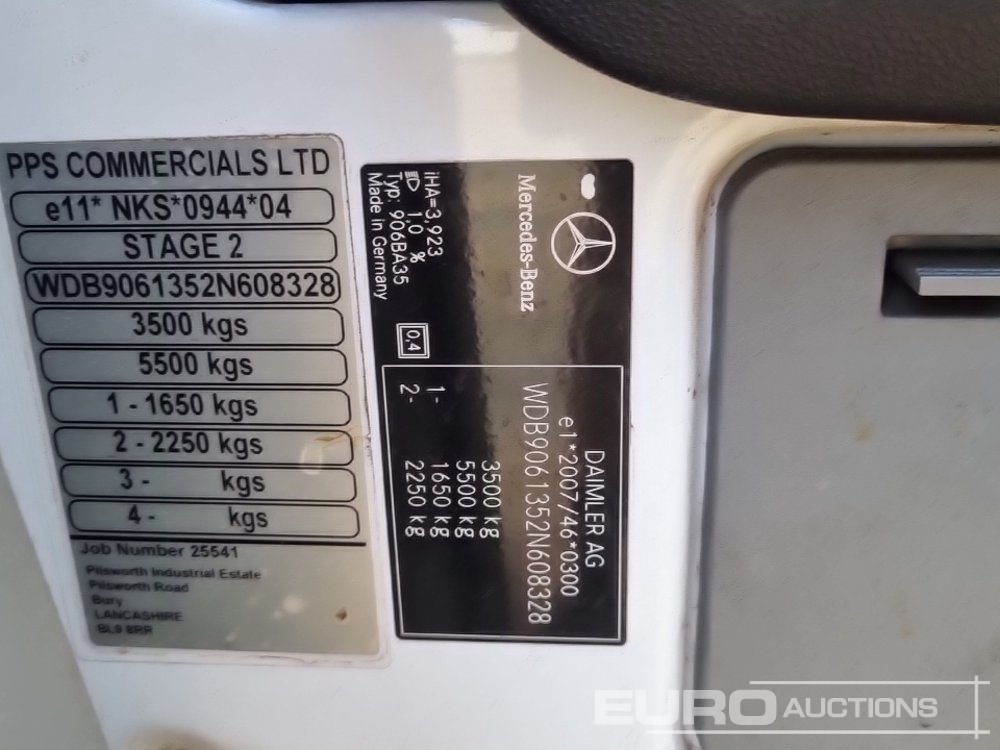 PPS COMMERCIALS LTD
e11* NKS*0944*04
STAGE 2
WDB9061352N608328
3500 kgs
5500 kgs
1 - 1650 kgs
2 - 2250 kgs
3 - kgs
4 - kgs
Job Number 25541
Pilsworth Industrial Estate
Pilsworth Road
Bury
LANCASHIRE
BL9 8RR
Mercedes-Benz
iHA=3,923
1,0 %
Typ: 906BA35
Made in Germany
0,4
DAIMLER AG
e1*2007/46*0300
WDB9061352N608328
3500 kg
5500 kg
1- 1650 kg
2- 2250 kg
EURO AUCTIONS